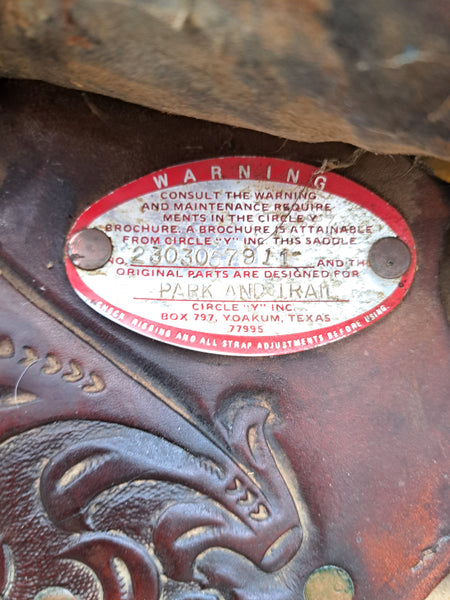 WARNING
CONSULT THE WARNING
AND MAINTENANCE REQUIRE
MENTS IN THE CIRCLE Y
BROCHURE. A BROCHURE IS ATTAINABLE
FROM CIRCLE "Y" INC. THIS SADDLE
NO. AND THE
ORIGINAL PARTS ARE DESIGNED FOR
PARK AND TRAIL
CIRCLE "Y" INC.
BOX 797, YOAKUM, TEXAS
77995
CHECK RIGGING AND ALL STRAP ADJUSTMENTS BEFORE USING